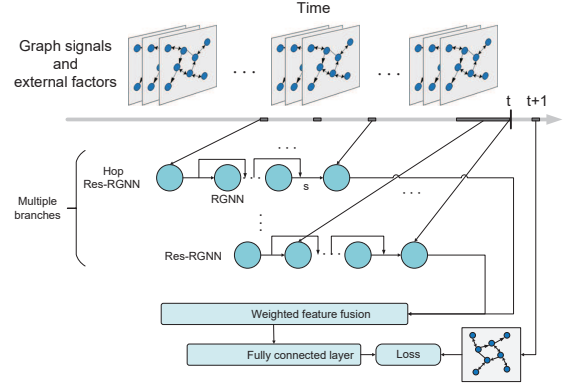 Time
Graph signals
and
external factors
. . .
. . .
t
t+1
. . .
Hop
Res-RGNN
RGNN
. . .
s
. . .
Multiple
branches
. . .
Res-RGNN
. . .
Weighted feature fusion
Fully connected layer
Loss